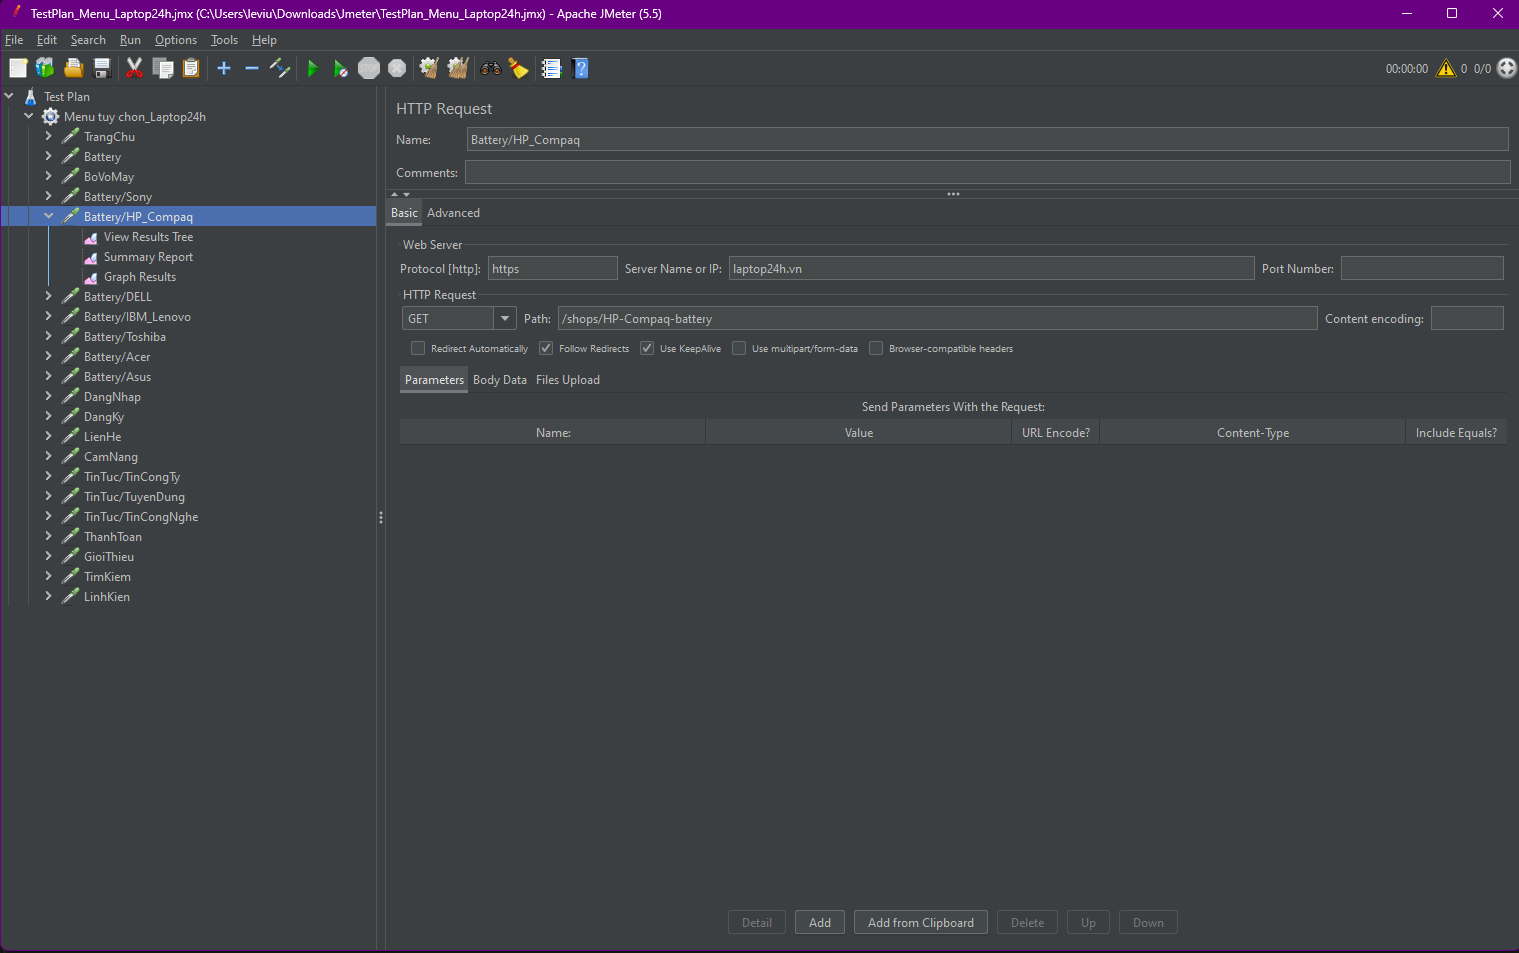 TestPlan_Menu_Laptop24h.jmx (C:\Users\leviu\Downloads\Jmeter\TestPlan_Menu_Laptop24h.jmx) - Apache JMeter (5.5)
File Edit Search Run Options Tools Help
STOP
?
00:00:00 0 0/0
Test Plan
Menu tuy chon_Laptop24h
TrangChu
Battery
BoVoMay
Battery/Sony
Battery/HP_Compaq
View Results Tree
Summary Report
Graph Results
Battery/DELL
Battery/IBM_Lenovo
Battery/Toshiba
Battery/Acer
Battery/Asus
DangNhap
DangKy
LienHe
CamNang
TinTuc/TinCongTy
TinTuc/TuyenDung
TinTuc/TinCongNghe
ThanhToan
GioiThieu
TimKiem
LinhKien
HTTP Request
Name: Battery/HP_Compaq
Comments:
Basic Advanced
Web Server
Protocol [http]: https Server Name or IP: laptop24h.vn Port Number:
HTTP Request
GET Path: /shops/HP-Compaq-battery Content encoding:
Redirect Automatically Follow Redirects Use KeepAlive Use multipart/form-data Browser-compatible headers
Parameters Body Data Files Upload
Send Parameters With the Request:
Name: Value URL Encode? Content-Type Include Equals?
Detail Add Add from Clipboard Delete Up Down